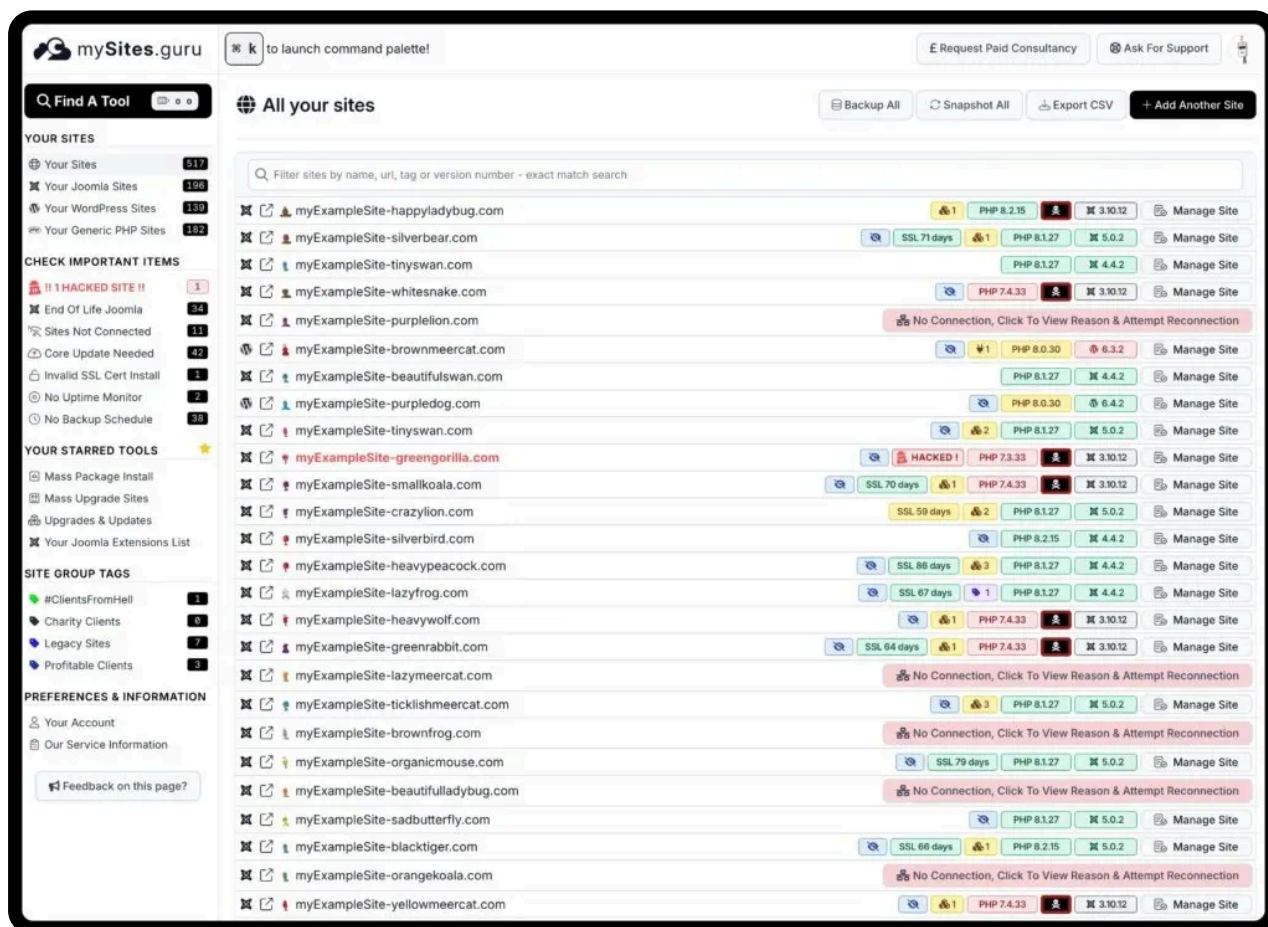 mySites.guru
⌘ k to launch command palette!
£ Request Paid Consultancy
Ask For Support
Find A Tool
All your sites
Backup All
Snapshot All
Export CSV
+ Add Another Site
YOUR SITES
Your Sites 517
Your Joomla Sites 196
Your WordPress Sites 139
Your Generic PHP Sites 182
CHECK IMPORTANT ITEMS
!! 1 HACKED SITE !! 1
End Of Life Joomla 34
Sites Not Connected 11
Core Update Needed 42
Invalid SSL Cert Install 1
No Uptime Monitor 2
No Backup Schedule 38
YOUR STARRED TOOLS
Mass Package Install
Mass Upgrade Sites
Upgrades & Updates
Your Joomla Extensions List
SITE GROUP TAGS
#ClientsFromHell 1
Charity Clients 0
Legacy Sites 7
Profitable Clients 3
PREFERENCES & INFORMATION
Your Account
Our Service Information
Feedback on this page?
Filter sites by name, url, tag or version number - exact match search
myExampleSite-happyladybug.com 1 PHP 8.2.15 3.10.12 Manage Site
myExampleSite-silverbear.com SSL 71 days 1 PHP 8.1.27 5.0.2 Manage Site
myExampleSite-tinyswan.com PHP 8.1.27 4.4.2 Manage Site
myExampleSite-whitesnake.com PHP 7.4.33 3.10.12 Manage Site
myExampleSite-purplelion.com No Connection, Click To View Reason & Attempt Reconnection
myExampleSite-brownmeercat.com 1 PHP 8.0.30 6.3.2 Manage Site
myExampleSite-beautifulswan.com PHP 8.1.27 4.4.2 Manage Site
myExampleSite-purpledog.com PHP 8.0.30 6.4.2 Manage Site
myExampleSite-tinyswan.com 2 PHP 8.1.27 5.0.2 Manage Site
myExampleSite-greengorilla.com HACKED ! PHP 7.3.33 3.10.12 Manage Site
myExampleSite-smallkoala.com SSL 70 days 1 PHP 7.4.33 3.10.12 Manage Site
myExampleSite-crazylion.com SSL 59 days 2 PHP 8.1.27 5.0.2 Manage Site
myExampleSite-silverbird.com PHP 8.2.15 4.4.2 Manage Site
myExampleSite-heavypeacock.com SSL 86 days 3 PHP 8.1.27 4.4.2 Manage Site
myExampleSite-lazyfrog.com SSL 67 days 1 PHP 8.1.27 4.4.2 Manage Site
myExampleSite-heavywolf.com 1 PHP 7.4.33 3.10.12 Manage Site
myExampleSite-greenrabbit.com SSL 64 days 1 PHP 7.4.33 3.10.12 Manage Site
myExampleSite-lazymeercat.com No Connection, Click To View Reason & Attempt Reconnection
myExampleSite-ticklishmeercat.com 3 PHP 8.1.27 5.0.2 Manage Site
myExampleSite-brownfrog.com No Connection, Click To View Reason & Attempt Reconnection
myExampleSite-organicmouse.com SSL 79 days PHP 8.1.27 5.0.2 Manage Site
myExampleSite-beautifulladybug.com No Connection, Click To View Reason & Attempt Reconnection
myExampleSite-sadbutterfly.com PHP 8.1.27 5.0.2 Manage Site
myExampleSite-blacktiger.com SSL 66 days 1 PHP 8.2.15 5.0.2 Manage Site
myExampleSite-orangekoala.com No Connection, Click To View Reason & Attempt Reconnection
myExampleSite-yellowmeercat.com 1 PHP 7.4.33 3.10.12 Manage Site